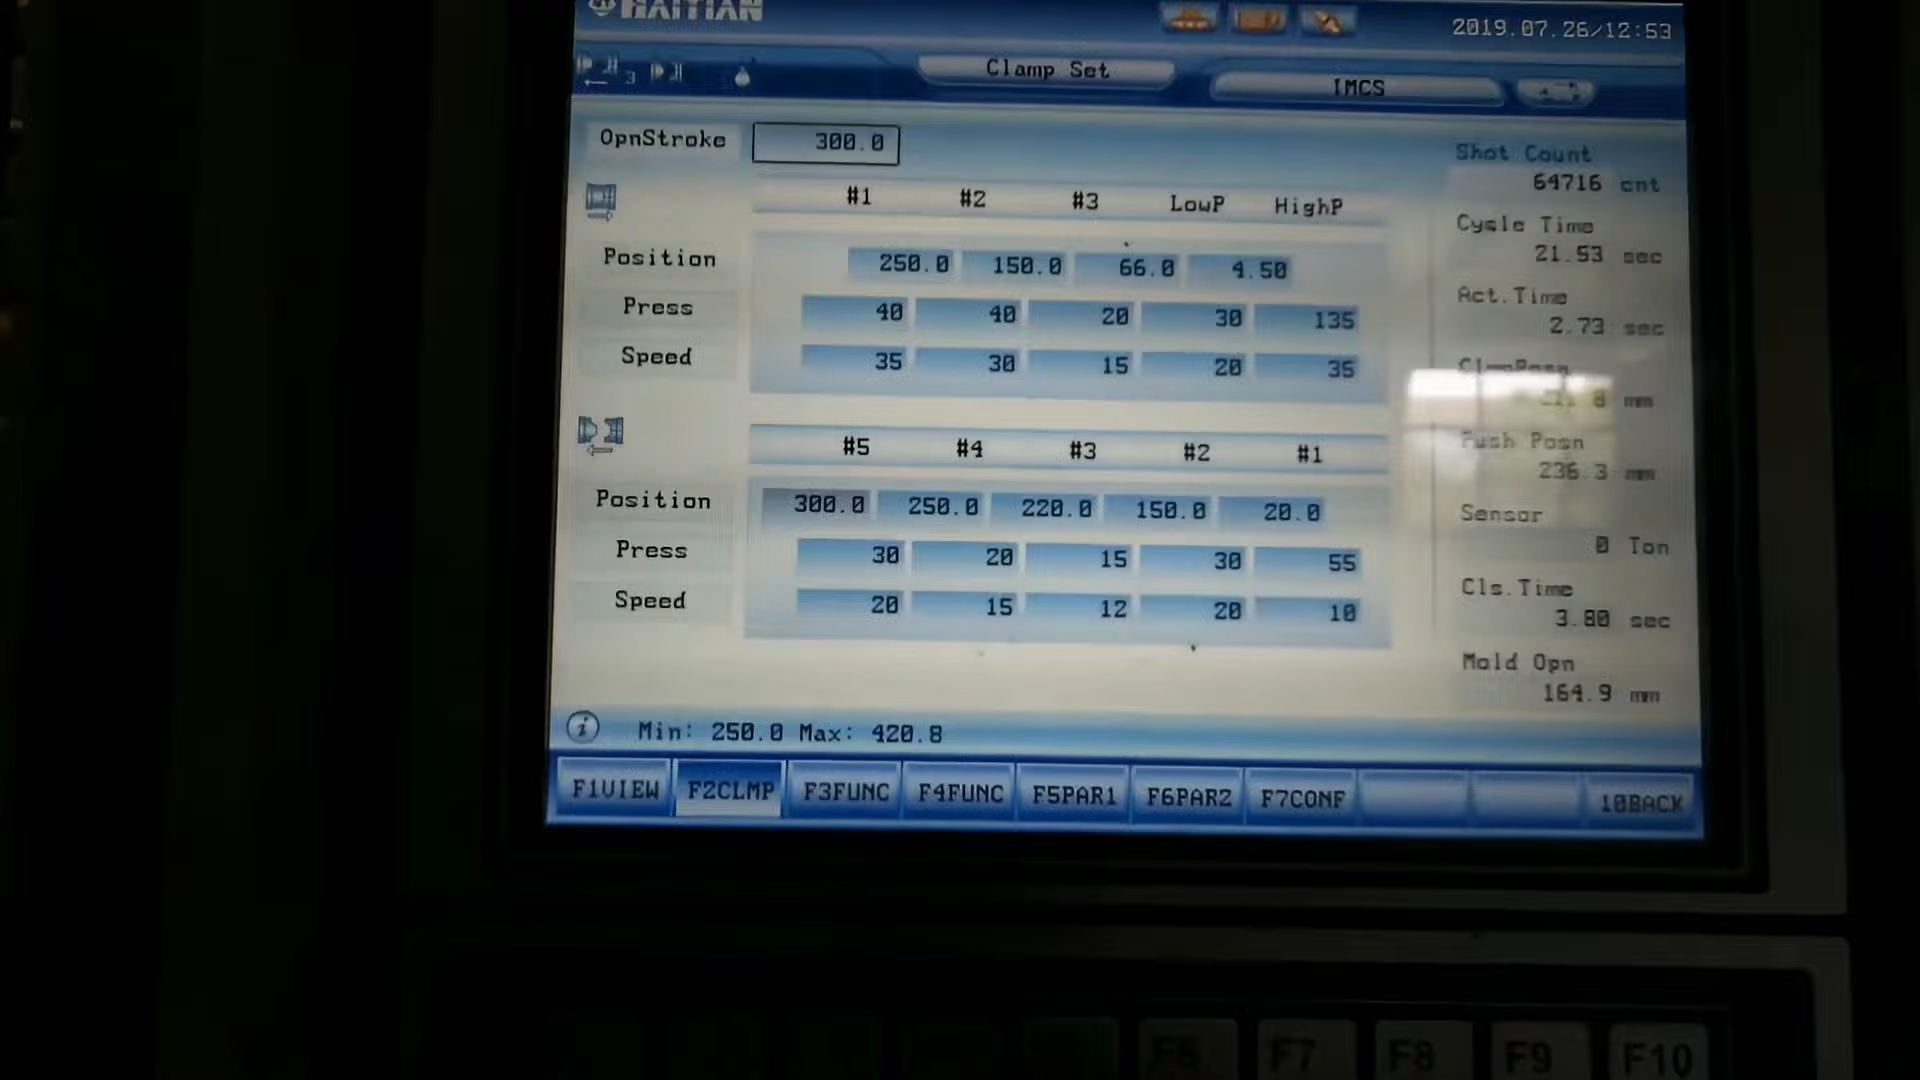 HAITIAN
2019.07.26/12:53
3
Clamp Set
IMCS
OpnStroke 300.0
#1 #2 #3 LowP HighP
Position 250.0 150.0 66.0 4.50
Press 40 40 20 30 135
Speed 35 30 15 20 35
#5 #4 #3 #2 #1
Position 300.0 250.0 220.0 150.0 20.0
Press 30 20 15 30 55
Speed 20 15 12 20 10
Shot Count
64716 cnt
Cycle Time
21.53 sec
Act.Time
2.73 sec
ClampPosn
mm
Push Posn
236.3 mm
Sensor
0 Ton
Cls.Time
3.80 sec
Mold Opn
164.9 mm
i Min: 250.0 Max: 420.8
F1VIEW F2CLMP F3FUNC F4FUNC F5PAR1 F6PAR2 F7CONF 10BACK
F6 F7 F8 F9 F10